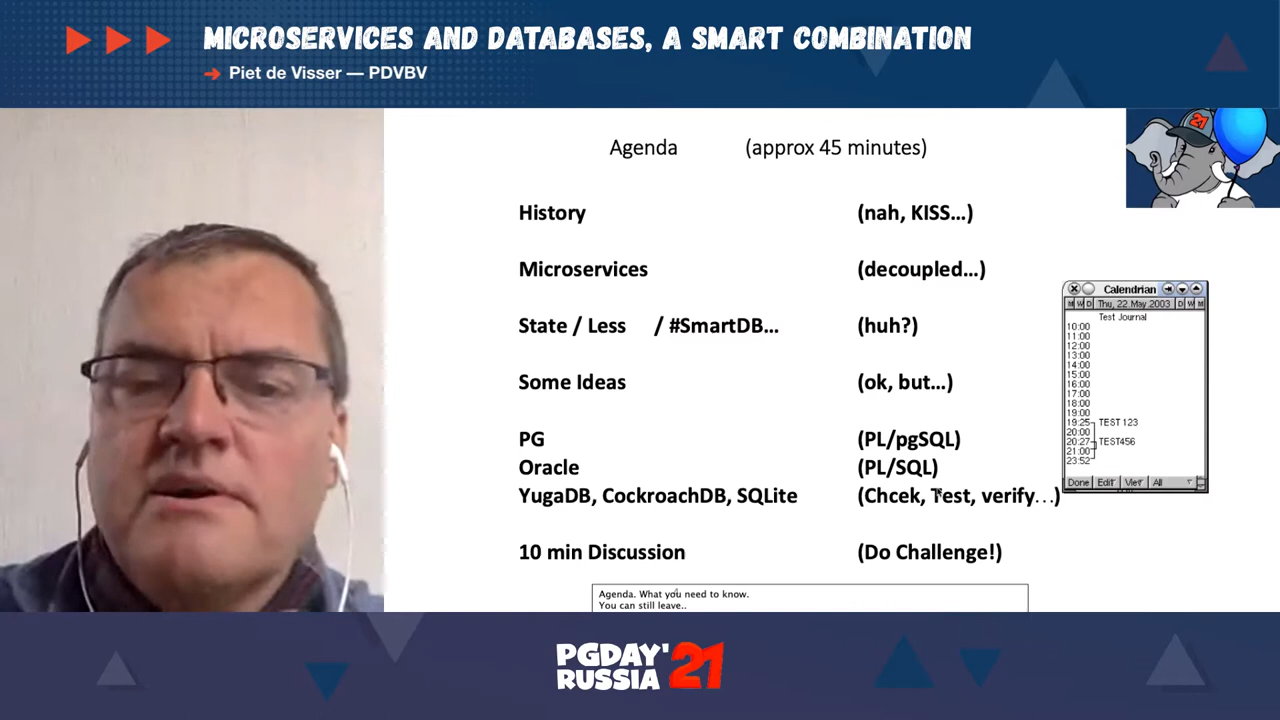 MICROSERVICES AND DATABASES, A SMART COMBINATION
Piet de Visser — PDVBV
Agenda (approx 45 minutes)
21
History (nah, KISS…)
Microservices (decoupled…)
State / Less / #SmartDB… (huh?)
Some Ideas (ok, but…)
PG (PL/pgSQL)
Oracle (PL/SQL)
YugaDB, CockroachDB, SQLite (Chcek, Test, verify…)
10 min Discussion (Do Challenge!)
Calendrian
M W D Thu, 22 May 2003 D W M
Test Journal
10:00
11:00
12:00
13:00
14:00
15:00
16:00
17:00
18:00
19:00
19:25 TEST 123
20:00
20:27 TEST456
21:00
23:52
Done Edit View All
Agenda. What you need to know.
You can still leave..
PGDAY'21
RUSSIA